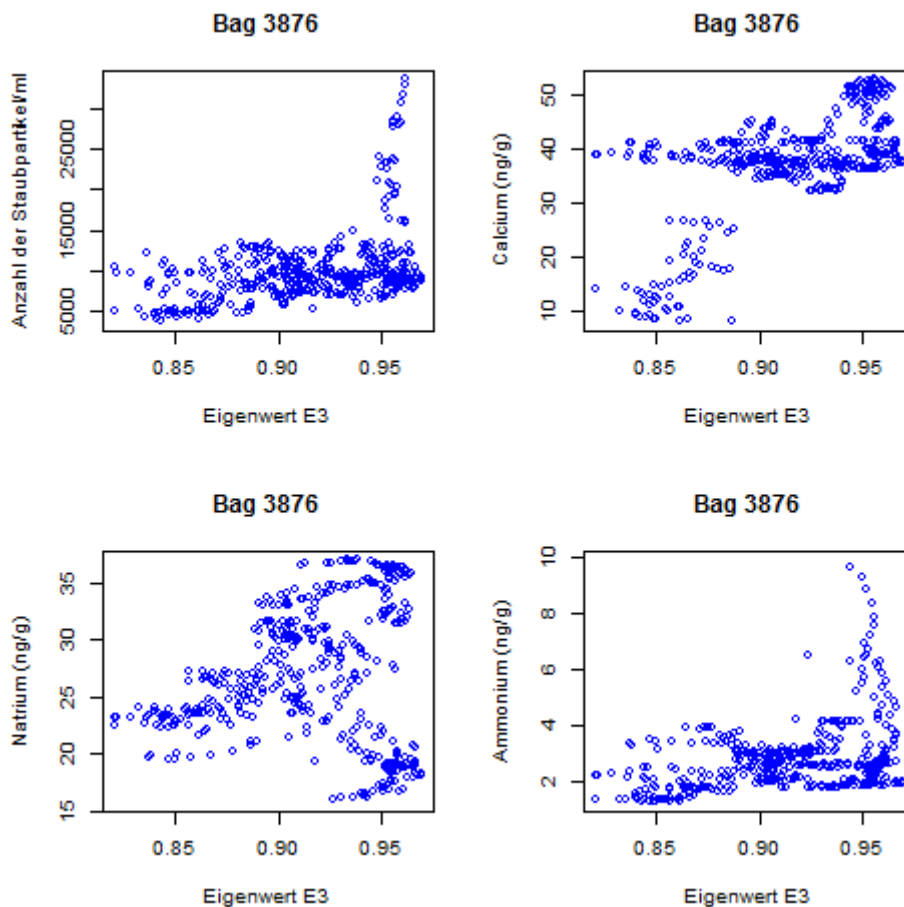 Bag 3876
Anzahl der Staubpartkel/ml
25000
15000
5000
0.85 0.90 0.95
Eigenwert E3
Bag 3876
Calcium (ng/g)
50
40
30
20
10
0.85 0.90 0.95
Eigenwert E3
Bag 3876
Natrium (ng/g)
35
30
25
20
15
0.85 0.90 0.95
Eigenwert E3
Bag 3876
Ammonium (ng/g)
10
8
6
4
2
0.85 0.90 0.95
Eigenwert E3